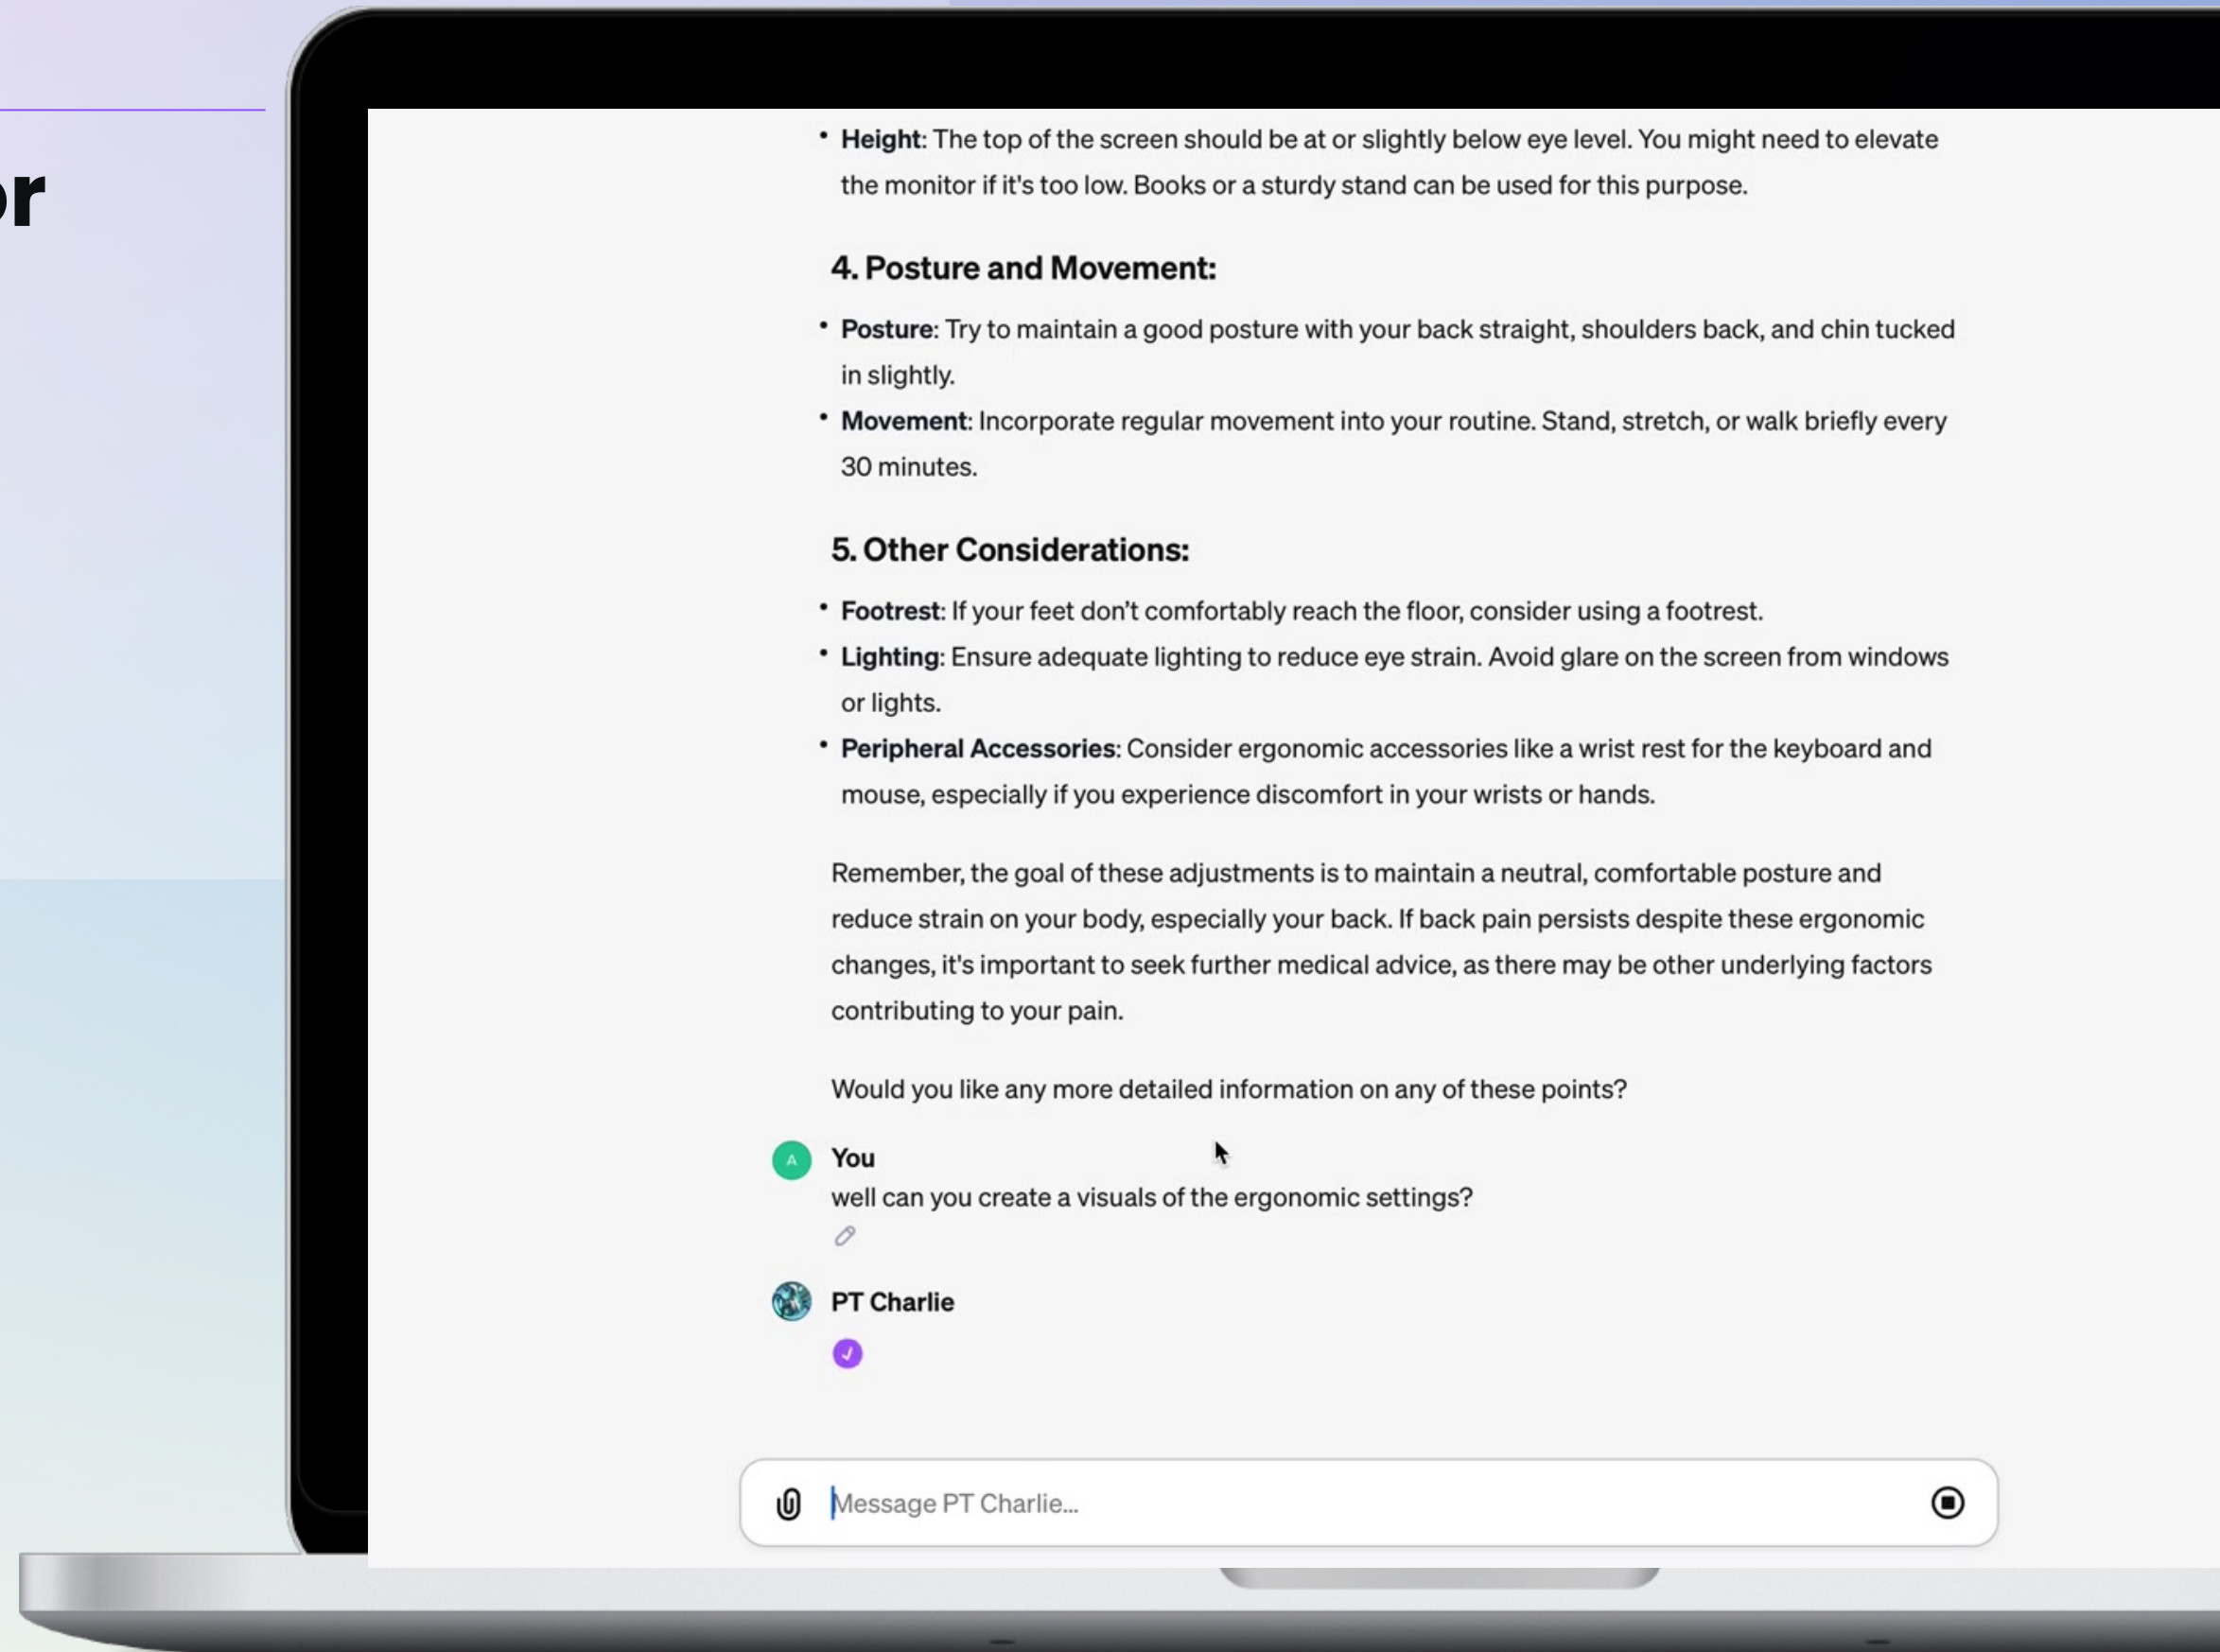 or
• Height: The top of the screen should be at or slightly below eye level. You might need to elevate
the monitor if it's too low. Books or a sturdy stand can be used for this purpose.
4. Posture and Movement:
• Posture: Try to maintain a good posture with your back straight, shoulders back, and chin tucked
in slightly.
• Movement: Incorporate regular movement into your routine. Stand, stretch, or walk briefly every
30 minutes.
5. Other Considerations:
• Footrest: If your feet don’t comfortably reach the floor, consider using a footrest.
• Lighting: Ensure adequate lighting to reduce eye strain. Avoid glare on the screen from windows
or lights.
• Peripheral Accessories: Consider ergonomic accessories like a wrist rest for the keyboard and
mouse, especially if you experience discomfort in your wrists or hands.
Remember, the goal of these adjustments is to maintain a neutral, comfortable posture and
reduce strain on your body, especially your back. If back pain persists despite these ergonomic
changes, it's important to seek further medical advice, as there may be other underlying factors
contributing to your pain.
Would you like any more detailed information on any of these points?
A
You
well can you create a visuals of the ergonomic settings?
PT Charlie
Message PT Charlie...